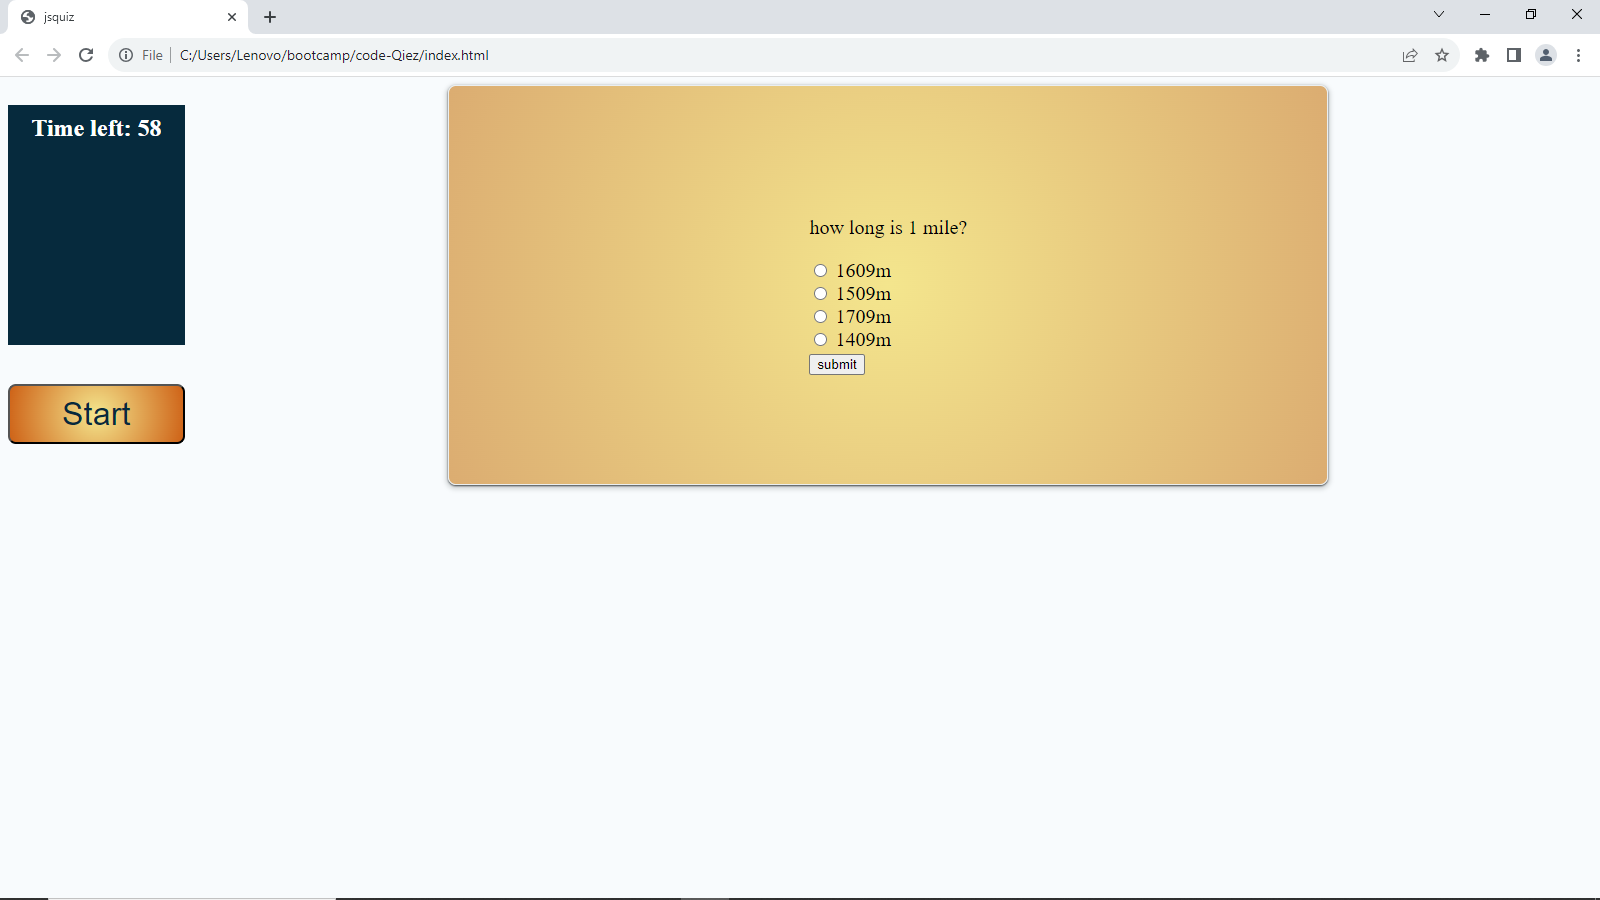 jsquiz
File C:/Users/Lenovo/bootcamp/code-Qiez/index.html
Time left: 58
how long is 1 mile?
1609m
1509m
1709m
1409m
submit
Start